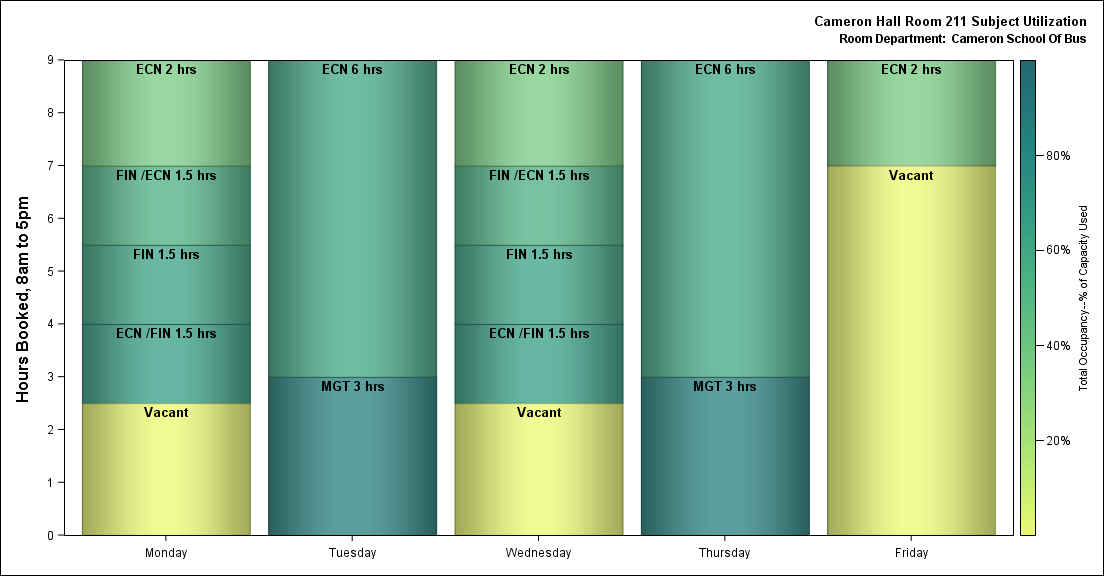 Cameron Hall Room 211 Subject Utilization
Room Department: Cameron School Of Bus
Hours Booked, 8am to 5pm
9
8
7
6
5
4
3
2
1
0
ECN 2 hrs
FIN /ECN 1.5 hrs
FIN 1.5 hrs
ECN /FIN 1.5 hrs
Vacant
ECN 6 hrs
MGT 3 hrs
ECN 2 hrs
FIN /ECN 1.5 hrs
FIN 1.5 hrs
ECN /FIN 1.5 hrs
Vacant
ECN 6 hrs
MGT 3 hrs
ECN 2 hrs
Vacant
Monday
Tuesday
Wednesday
Thursday
Friday
80%
60%
40%
20%
Total Occupancy--% of Capacity Used